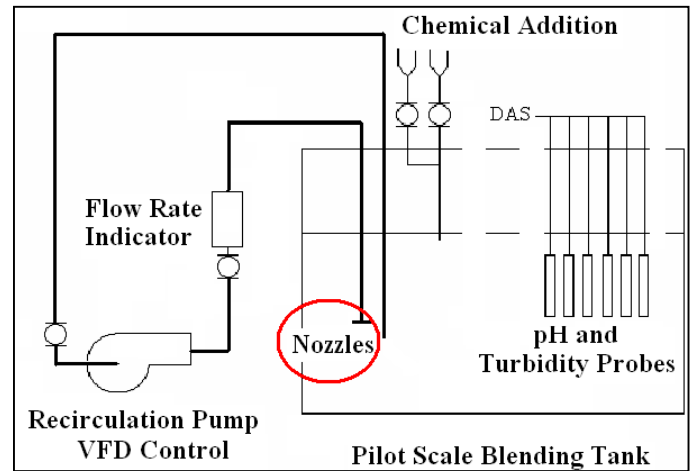 Chemical Addition
DAS
Flow Rate
Indicator
Nozzles
pH and
Turbidity Probes
Recirculation Pump
VFD Control
Pilot Scale Blending Tank